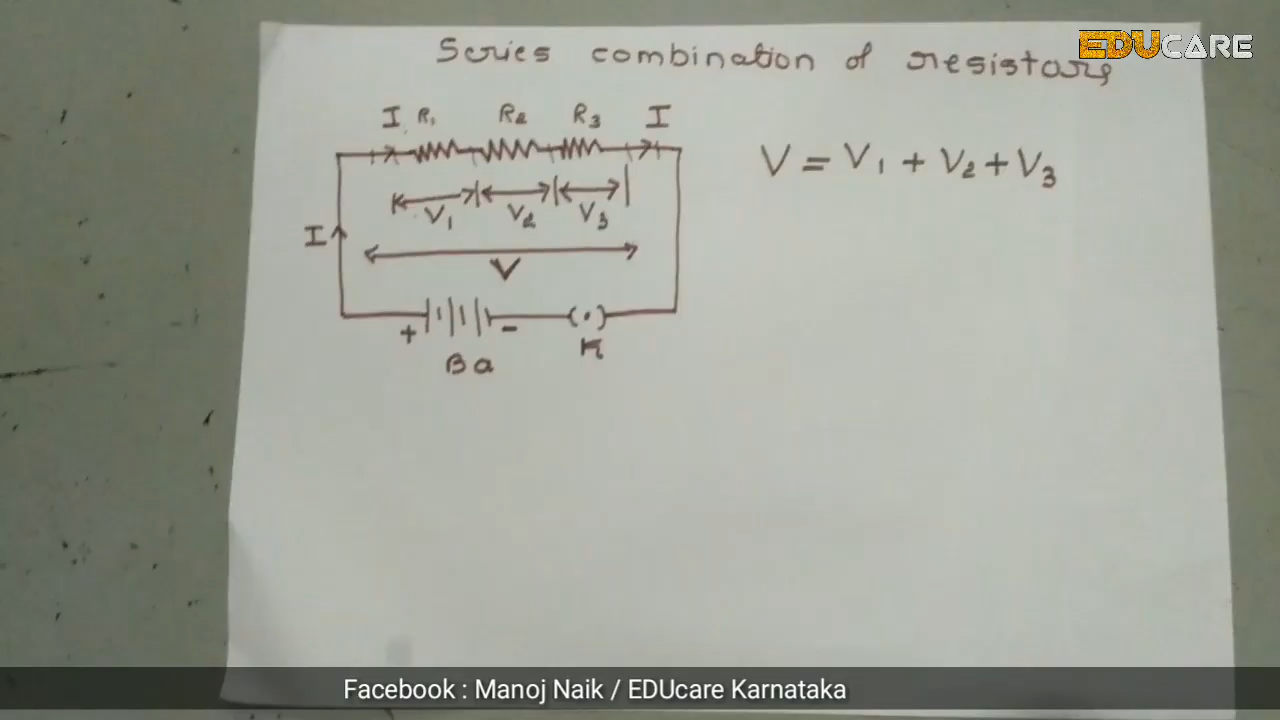 EDUCARE
Series combination of resistors
I R1 R2 R3 I
V = V1 + V2 + V3
V1 V2 V3
I
V
+ -
Ba K
Facebook : Manoj Naik / EDUcare Karnataka